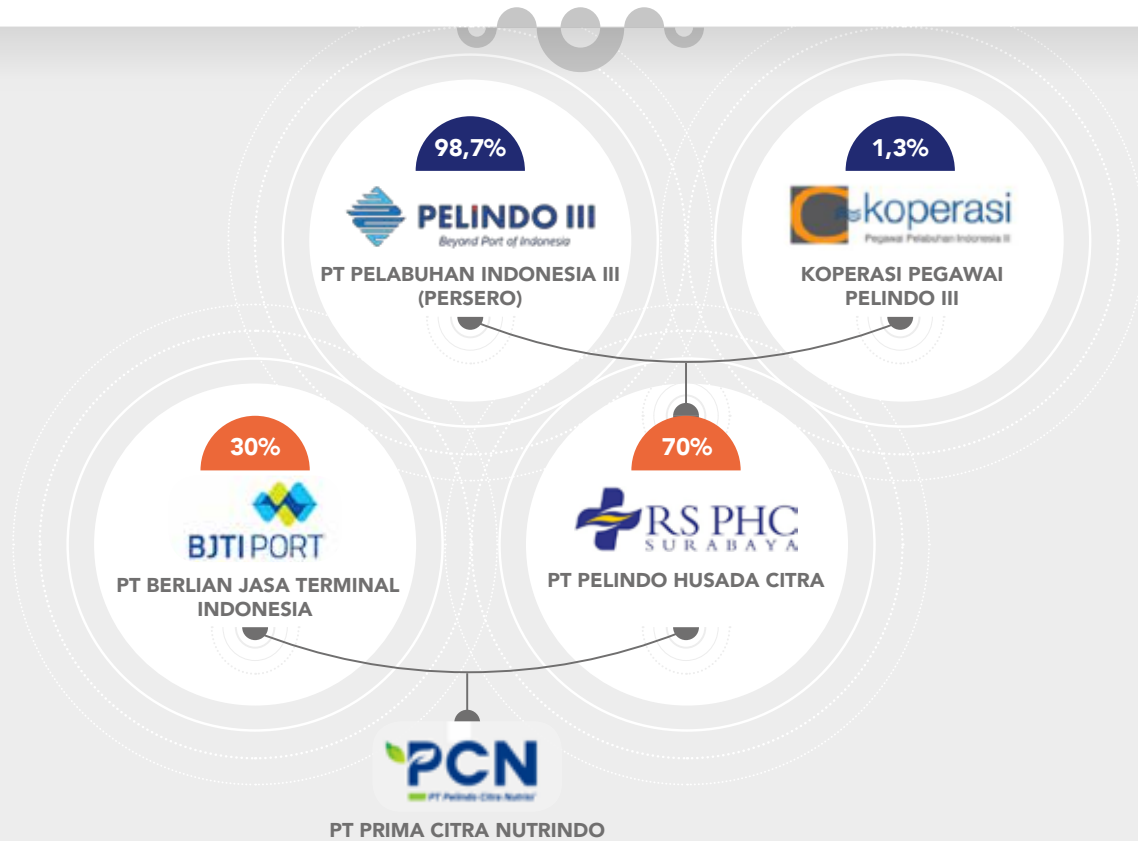 98,7%
PELINDO III
Beyond Port of Indonesia
PT PELABUHAN INDONESIA III
(PERSERO)
1,3%
koperasi
Pegawai Pelabuhan Indonesia III
KOPERASI PEGAWAI
PELINDO III
30%
BJTI PORT
PT BERLIAN JASA TERMINAL
INDONESIA
70%
RS PHC
SURABAYA
PT PELINDO HUSADA CITRA
PCN
PT Pelindo Citra Nutrisi
PT PRIMA CITRA NUTRINDO